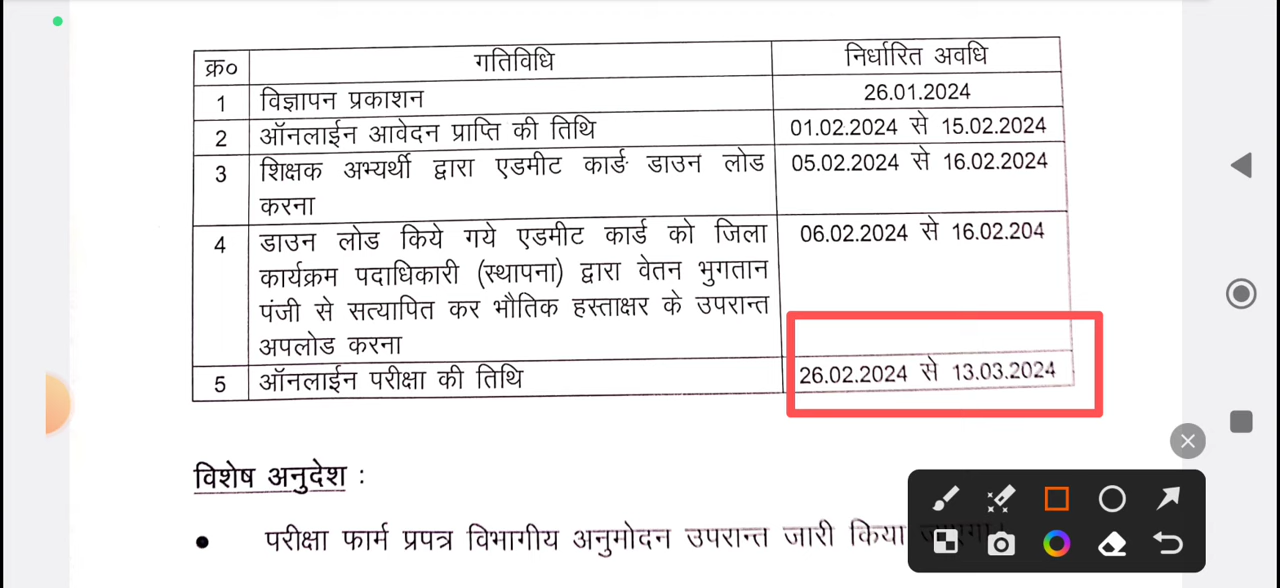 क्र० गतिविधि निर्धारित अवधि
1 विज्ञापन प्रकाशन 26.01.2024
2 ऑनलाईन आवेदन प्राप्ति की तिथि 01.02.2024 से 15.02.2024
3 शिक्षक अभ्यर्थी द्वारा एडमीट कार्ड डाउन लोड 05.02.2024 से 16.02.2024
करना
4 डाउन लोड किये गये एडमीट कार्ड को जिला 06.02.2024 से 16.02.204
कार्यक्रम पदाधिकारी (स्थापना) द्वारा वेतन भुगतान
पंजी से सत्यापित कर भौतिक हस्ताक्षर के उपरान्त
अपलोड करना
5 ऑनलाईन परीक्षा की तिथि 26.02.2024 से 13.03.2024
विशेष अनुदेश :
• परीक्षा फार्म प्रपत्र विभागीय अनुमोदन उपरान्त जारी किया